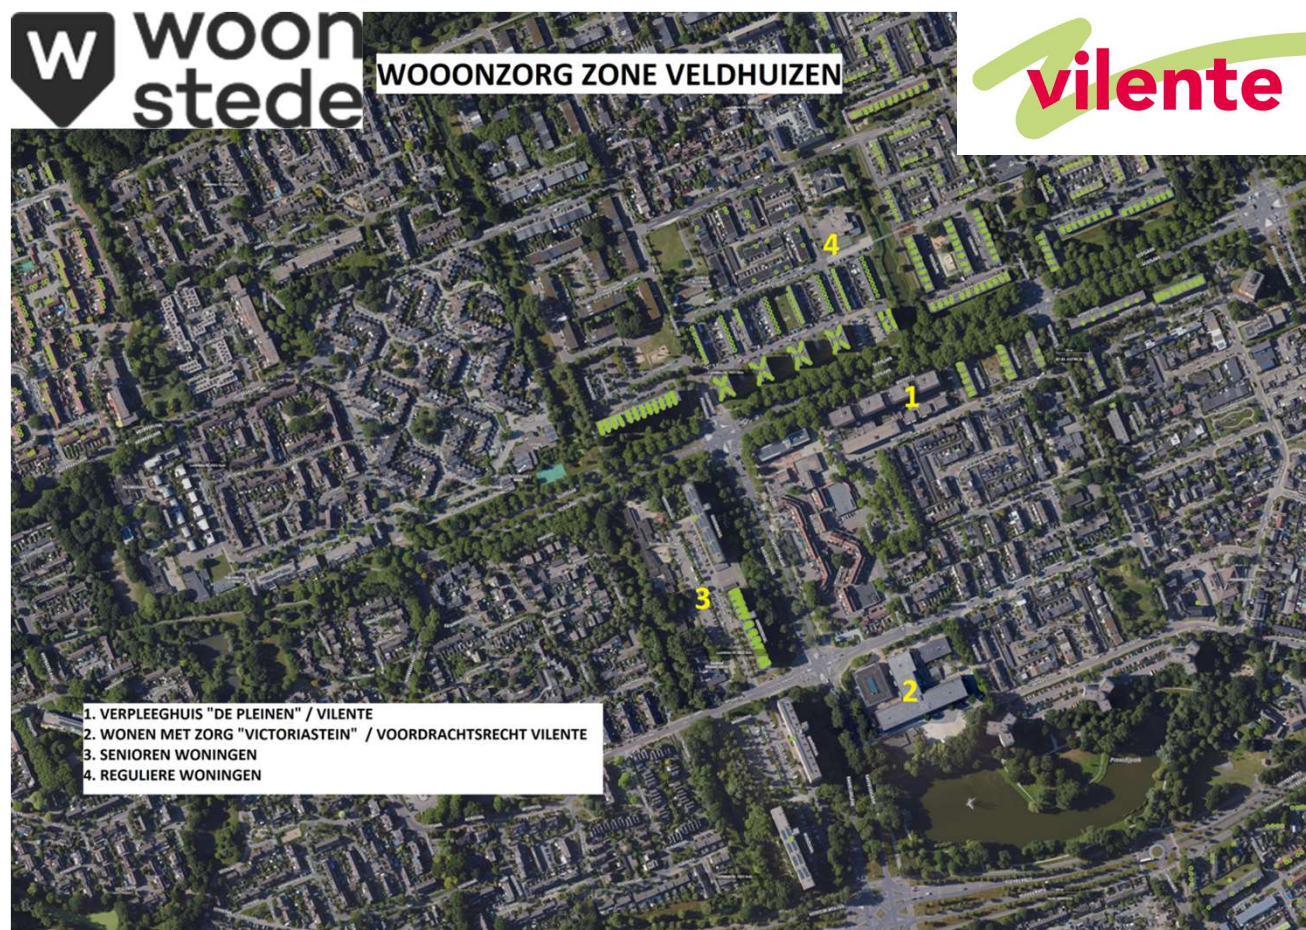 W woon
stede
WOOONZORG ZONE VELDHUIZEN
vilente
4
1
3
2
1. VERPLEEGHUIS "DE PLEINEN" / VILENTE
2. WONEN MET ZORG "VICTORIASTEIN" / VOORDRACHTSRECHT VILENTE
3. SENIOREN WONINGEN
4. REGULIERE WONINGEN